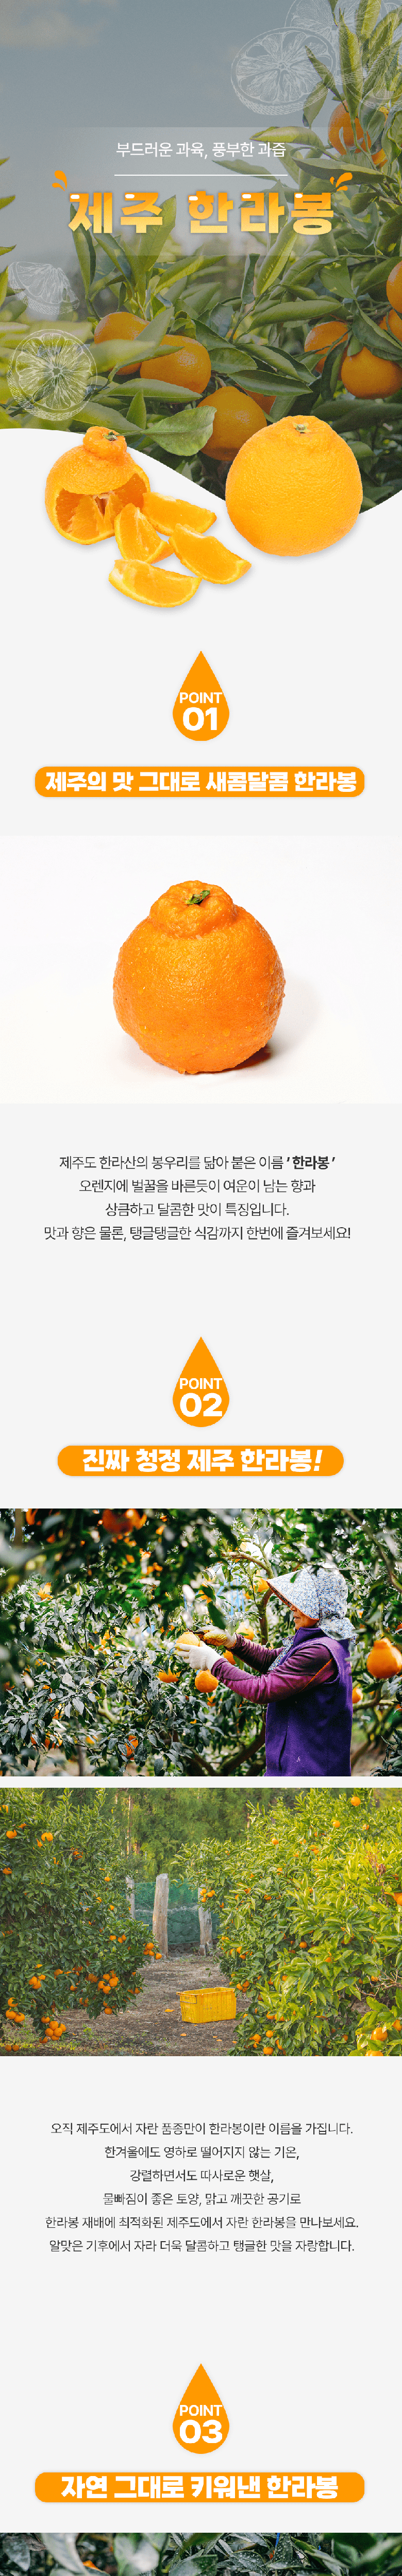 부드러운 과육, 풍부한 과즙
제주 한라봉
POINT
01
제주의 맛 그대로 새콤달콤 한라봉
제주도 한라산의 봉우리를 닮아 붙은 이름 ‘한라봉’
오렌지에 벌꿀을 바른듯이 여운이 남는 향과
상큼하고 달콤한 맛이 특징입니다.
맛과 향은 물론, 탱글탱글한 식감까지 한번에 즐겨보세요!
POINT
02
진짜 청정 제주 한라봉!
오직 제주도에서 자란 품종만이 한라봉이란 이름을 가집니다.
한겨울에도 영하로 떨어지지 않는 기온,
강렬하면서도 따사로운 햇살,
물빠짐이 좋은 토양, 맑고 깨끗한 공기로
한라봉 재배에 최적화된 제주도에서 자란 한라봉을 만나보세요.
알맞은 기후에서 자라 더욱 달콤하고 탱글한 맛을 자랑합니다.
POINT
03
자연 그대로 키워낸 한라봉